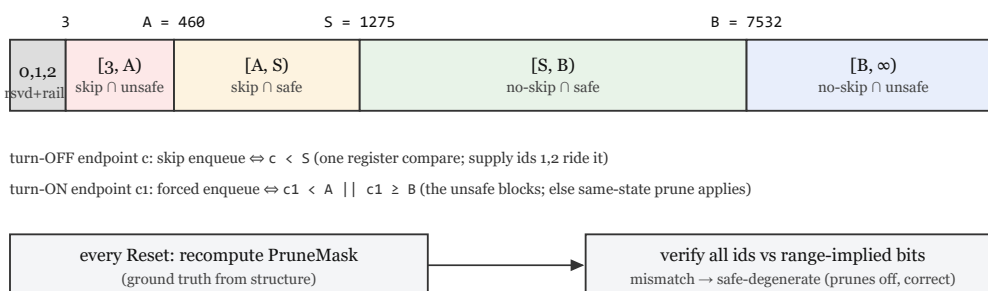 3 A = 460 S = 1275 B = 7532
0,1,2 [3, A) [A, S) [S, B) [B, ∞)
rsvd+rail skip ∩ unsafe skip ∩ safe no-skip ∩ safe no-skip ∩ unsafe
turn-OFF endpoint c: skip enqueue ⇔ c < S (one register compare; supply ids 1,2 ride it)
turn-ON endpoint c1: forced enqueue ⇔ c1 < A || c1 ≥ B (the unsafe blocks; else same-state prune applies)
every Reset: recompute PruneMask
(ground truth from structure)
verify all ids vs range-implied bits
mismatch → safe-degenerate (prunes off, correct)